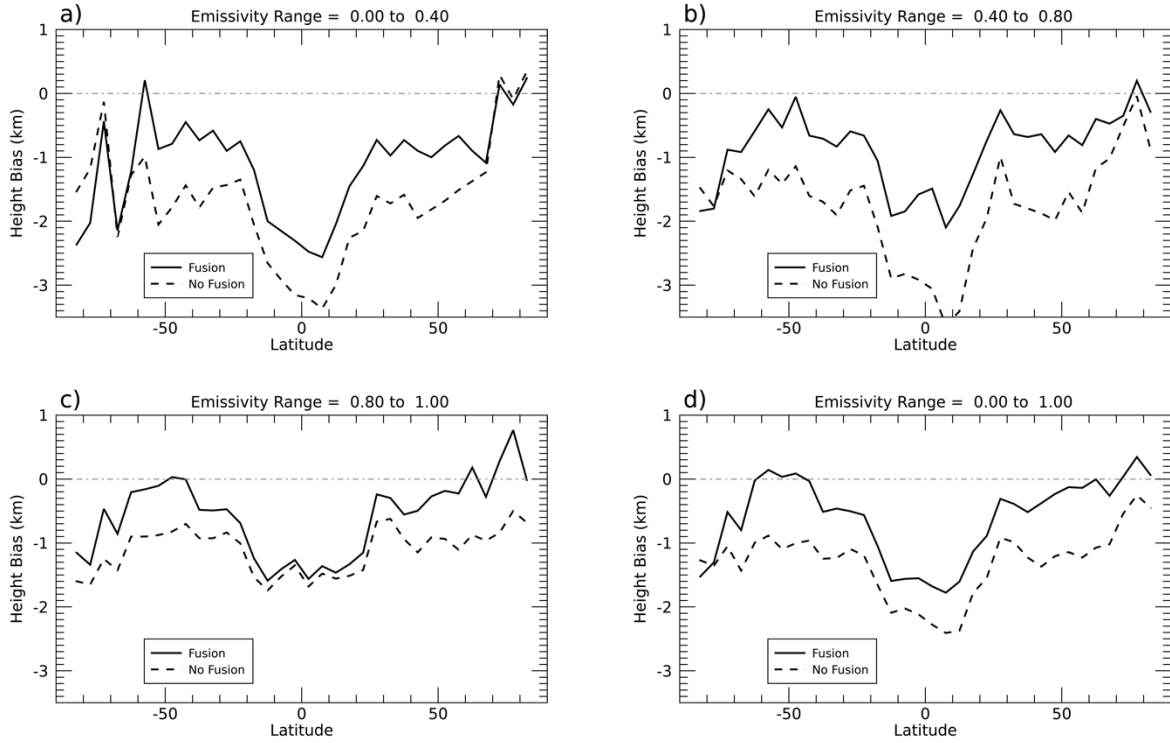 a) Emissivity Range = 0.00 to 0.40
1
0
-1
-2
-3
Height Bias (km)
Fusion
No Fusion
-50 0 50
Latitude
b) Emissivity Range = 0.40 to 0.80
1
0
-1
-2
-3
Height Bias (km)
Fusion
No Fusion
-50 0 50
Latitude
c) Emissivity Range = 0.80 to 1.00
1
0
-1
-2
-3
Height Bias (km)
Fusion
No Fusion
-50 0 50
Latitude
d) Emissivity Range = 0.00 to 1.00
1
0
-1
-2
-3
Height Bias (km)
Fusion
No Fusion
-50 0 50
Latitude